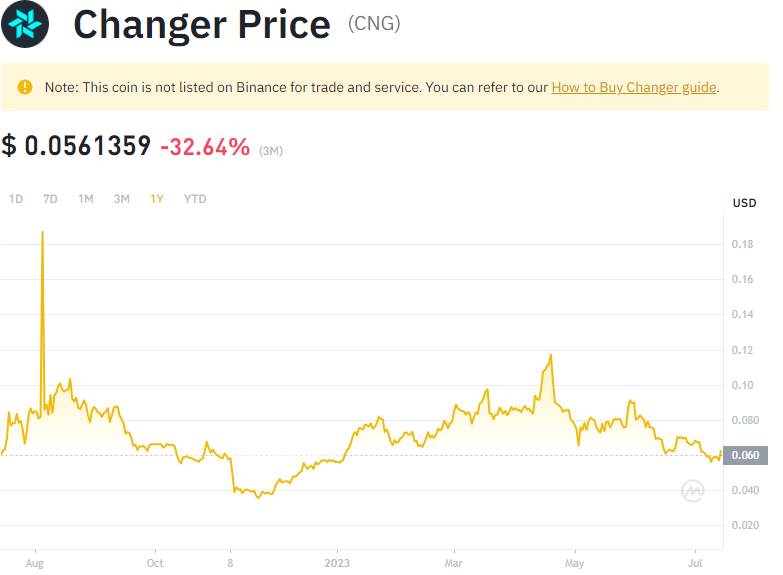 Changer Price (CNG)
Note: This coin is not listed on Binance for trade and service. You can refer to our How to Buy Changer guide.
$ 0.0561359 -32.64% (3M)
1D 7D 1M 3M 1Y YTD
USD
0.18
0.16
0.14
0.12
0.10
0.080
0.060
0.040
0.020
Aug Oct 8 2023 Mar May Jul